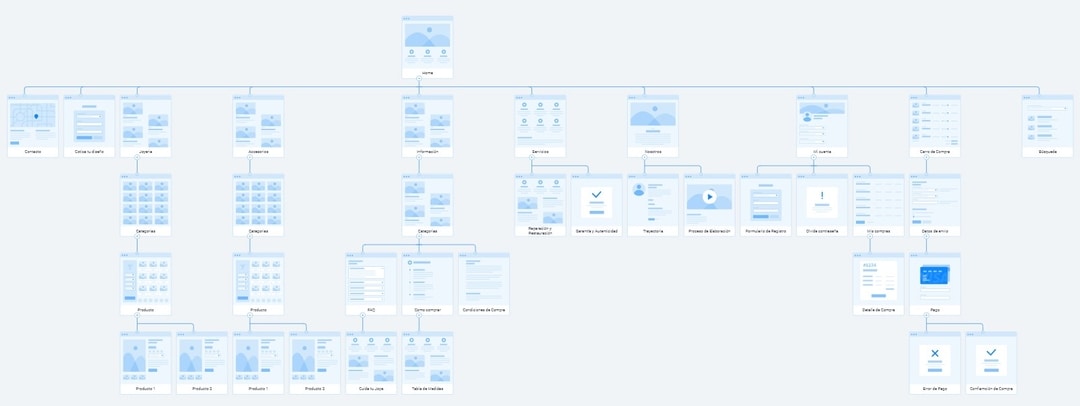 Home
Contacto
Cotiza tu diseño
Joyería
Accesorios
Información
Servicios
Nosotros
Mi cuenta
Carro de Compra
Búsqueda
Categorías
Categorías
Categorías
Reparación y
Restauración
Garantía y Autenticidad
Trayectoria
Proceso de Elaboración
Formulario de Registro
Olvidé contraseña
Mis compras
Datos de envío
Producto
Producto
FAQ
Como comprar
Condiciones de Compra
Detalle de Compra
Pago
Producto 1
Producto 2
Producto 1
Producto 2
Cuida tu Joya
Tabla de Medidas
Error de Pago
Confirmación de Compra